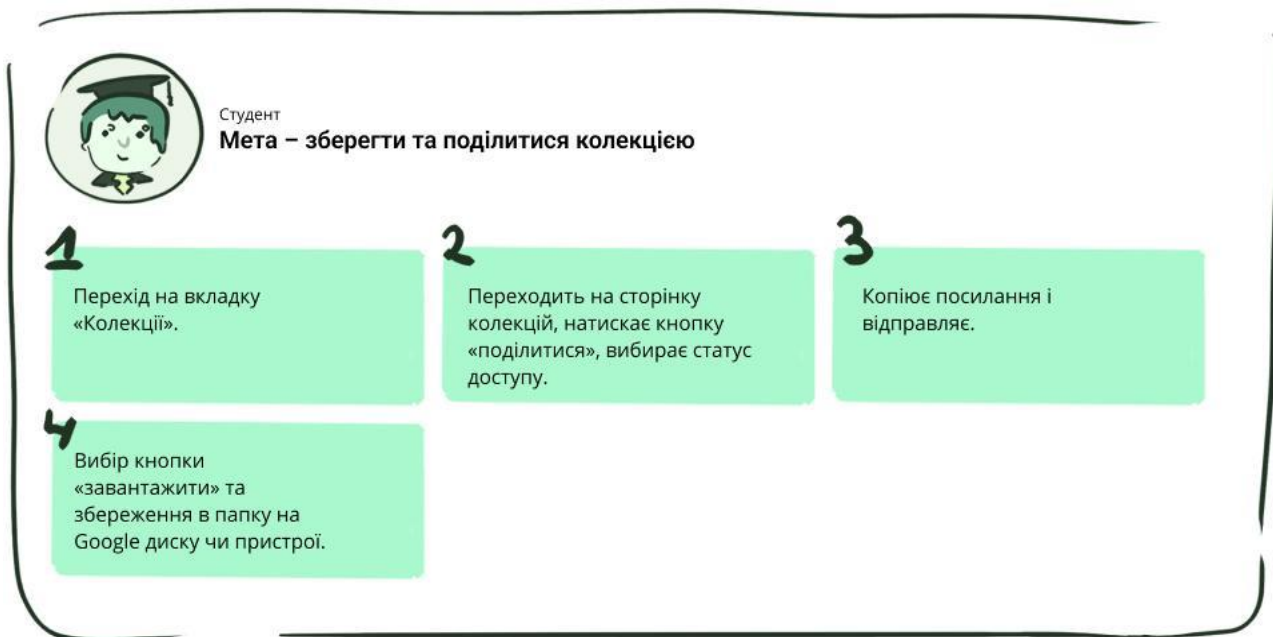 Студент
Мета – зберегти та поділитися колекцією
1
Перехід на вкладку
«Колекції».
2
Переходить на сторінку
колекцій, натискає кнопку
«поділитися», вибирає статус
доступу.
3
Копіює посилання і
відправляє.
4
Вибір кнопки
«завантажити» та
збереження в папку на
Google диску чи пристрої.